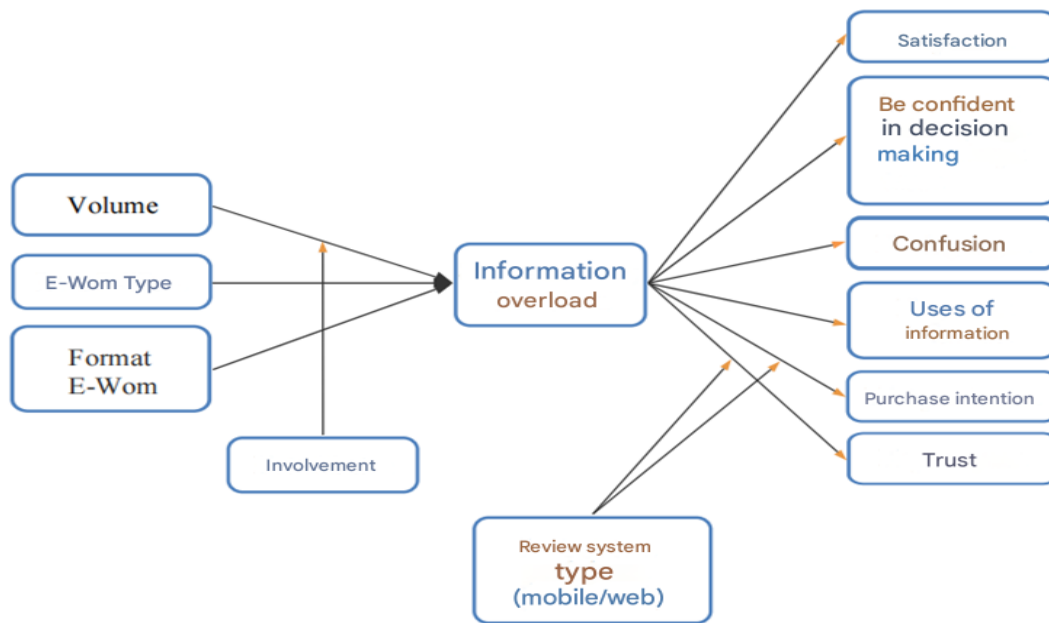 Satisfaction
Be confident
in decision
making
Volume
Confusion
E-Wom Type
Information
overload
Uses of
information
Format
E-Wom
Purchase intention
Involvement
Trust
Review system
type
(mobile/web)